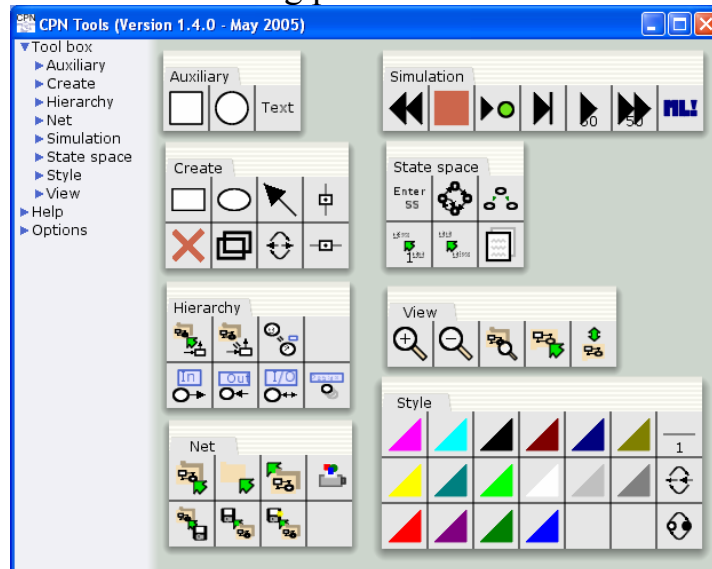 CPN Tools (Version 1.4.0 - May 2005)
Tool box
Auxiliary
Create
Hierarchy
Net
Simulation
State space
Style
View
Help
Options
Auxiliary
Text
Simulation
50
ML!
Create
State space
Enter
SS
1
Hierarchy
In
Out
I/O
View
Style
1
Net